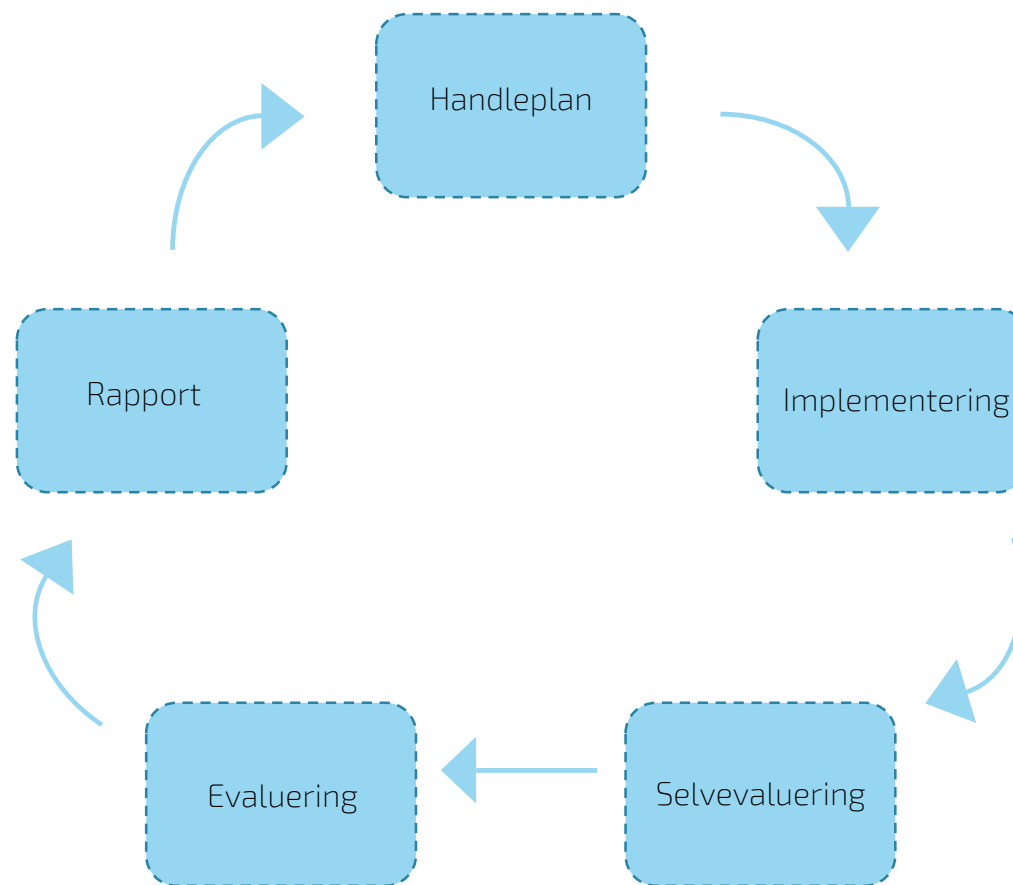 Handleplan
Rapport
Implementering
Evaluering
Selvevaluering